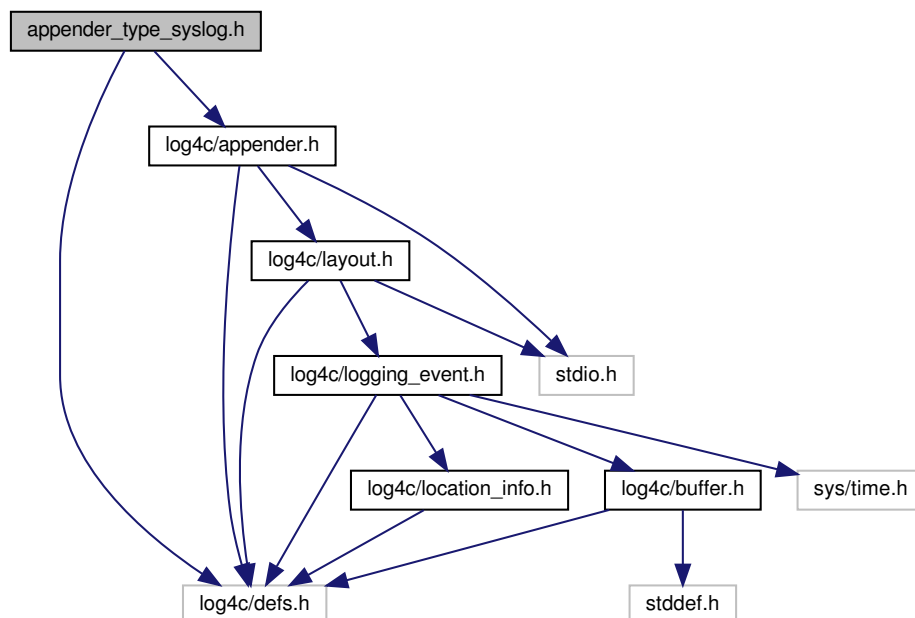 appender_type_syslog.h
log4c/appender.h
log4c/layout.h
log4c/logging_event.h
stdio.h
log4c/location_info.h
log4c/buffer.h
sys/time.h
log4c/defs.h
stddef.h